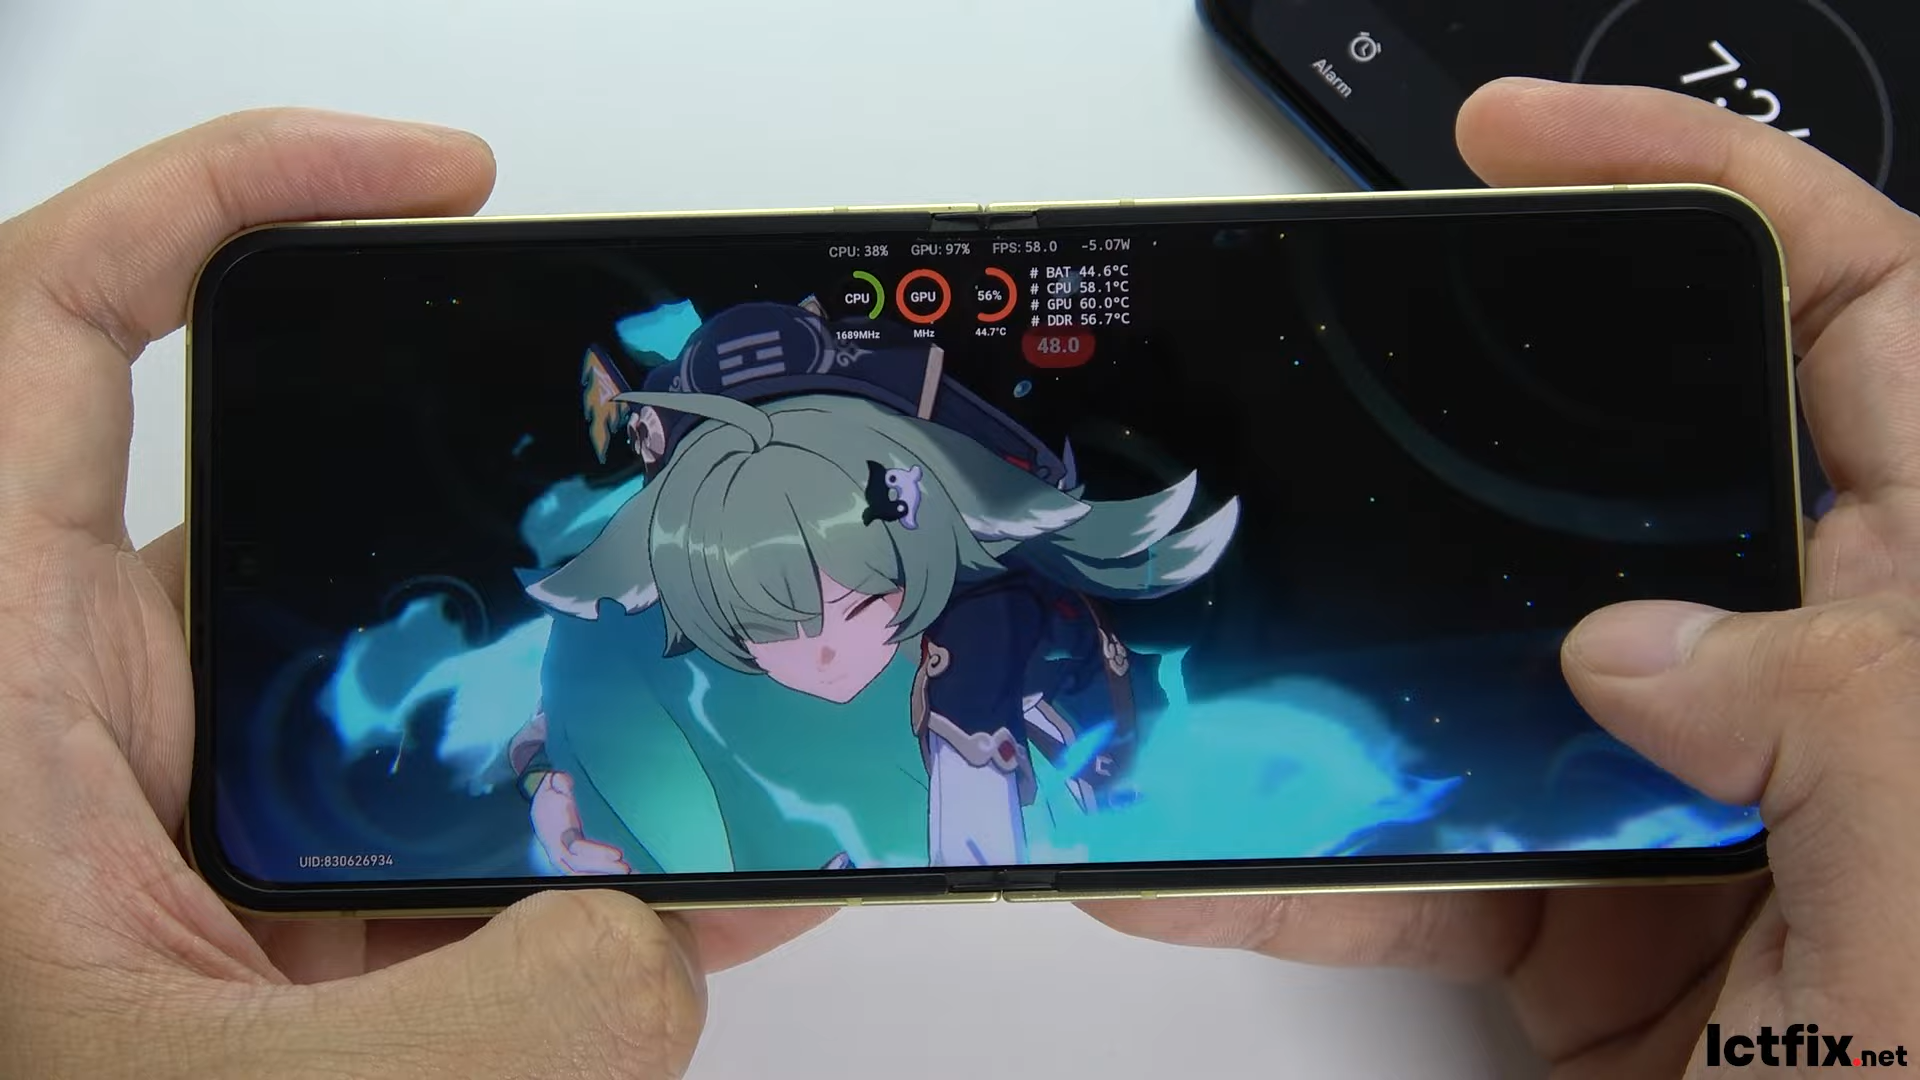 Alarm
CPU: 38% GPU: 97% FPS: 58.0 -5.07W
# BAT 44.6°C
# CPU 58.1°C
# GPU 60.0°C
# DDR 56.7°C
CPU GPU 56%
1689MHz MHz 44.7°C
48.0
UID:830626934
Ictfix.net